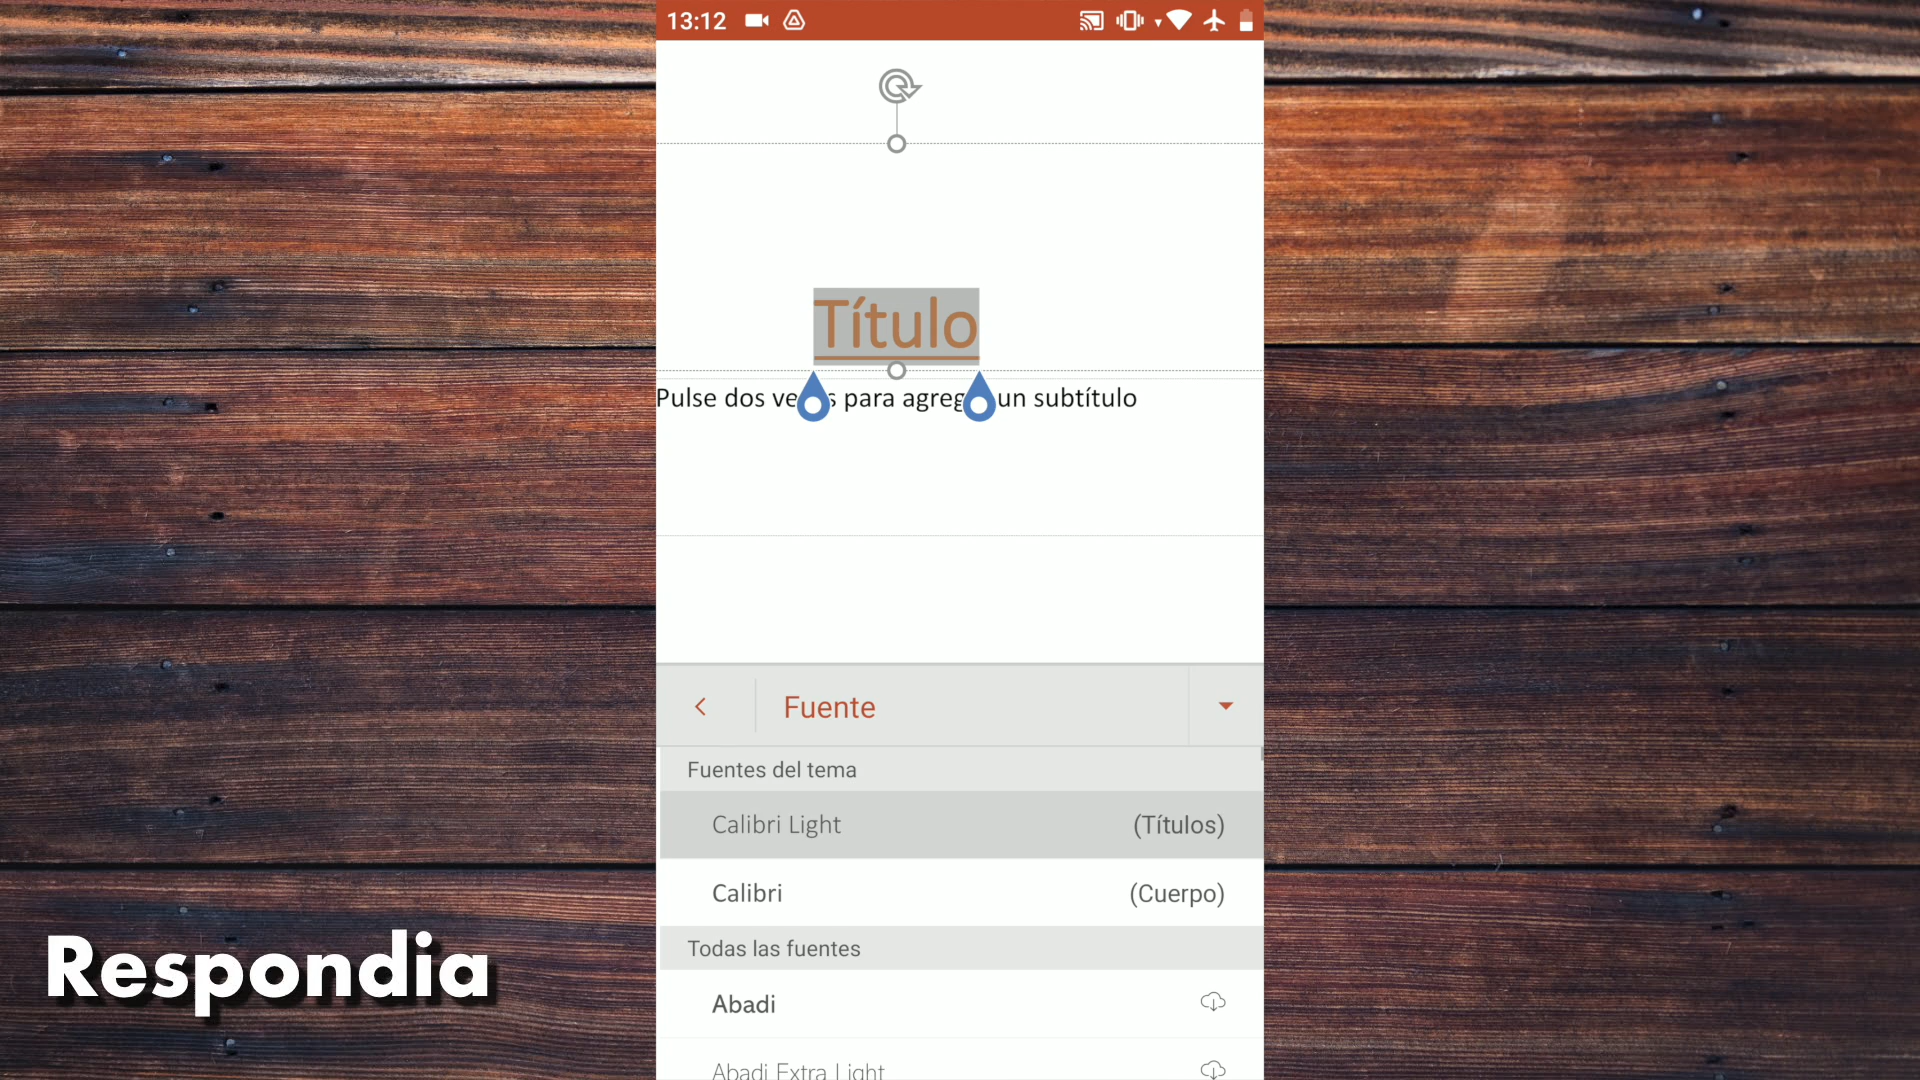 13:12
Título
Pulse dos ve s para agreg un subtítulo
Fuente
Fuentes del tema
Calibri Light (Títulos)
Calibri (Cuerpo)
Todas las fuentes
Abadi
Abadi Extra Light
Respondia